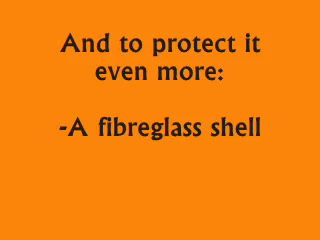 And to protect it
even more:
-A fibreglass shell